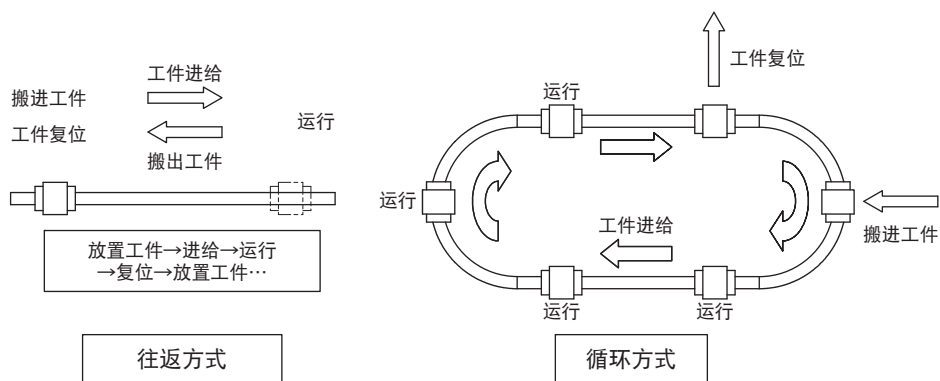 工件进给
搬进工件
工件复位
运行
搬出工件
放置工件→进给→运行
→复位→放置工件…
往返方式
工件复位
运行
运行
搬进工件
工件进给
运行
运行
循环方式